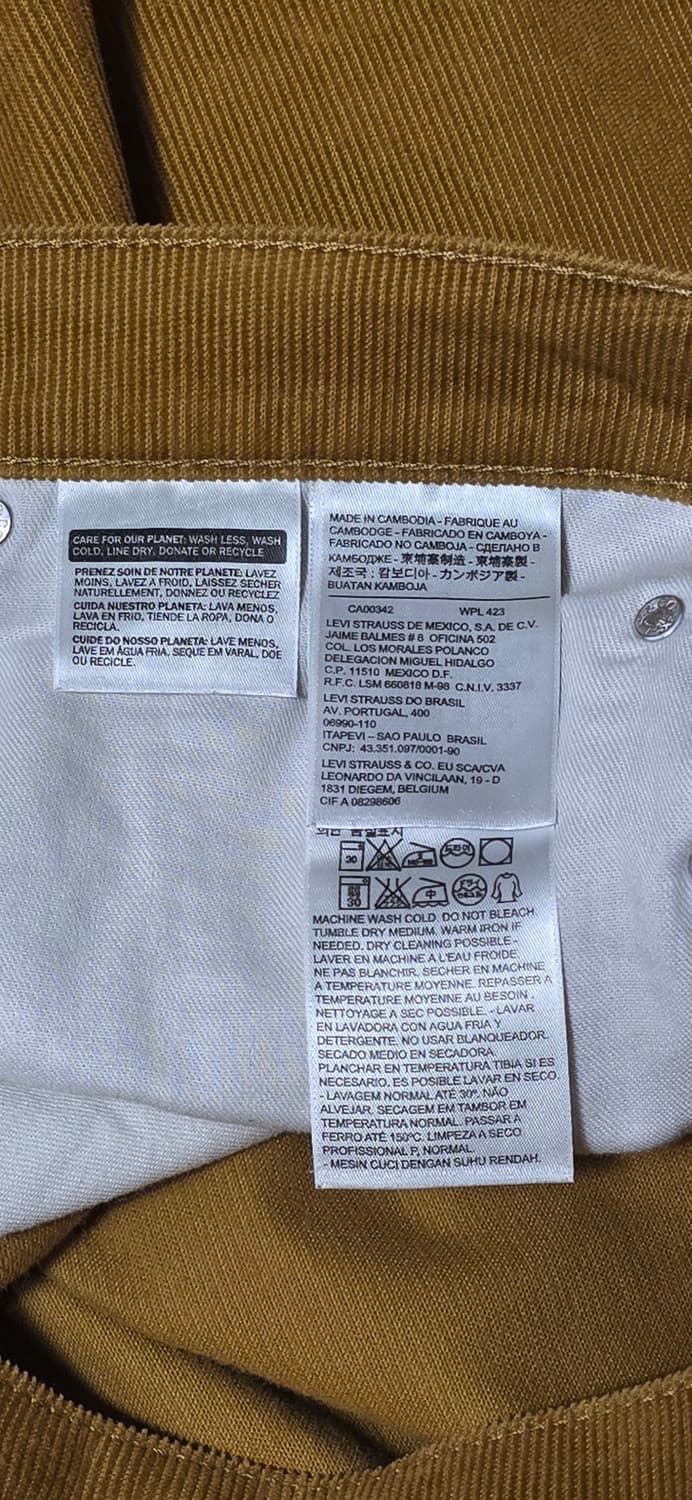 CARE FOR OUR PLANET: WASH LESS, WASH
COLD, LINE DRY, DONATE OR RECYCLE
PRENEZ SOIN DE NOTRE PLANETE: LAVEZ
MOINS, LAVEZ A FROID, LAISSEZ SECHER
NATURELLEMENT, DONNEZ OU RECYCLEZ
CUIDA NUESTRO PLANETA: LAVA MENOS,
LAVA EN FRIO, TIENDE LA ROPA, DONA O
RECICLA.
CUIDE DO NOSSO PLANETA: LAVE MENOS,
LAVE EM ÁGUA FRIA, SEQUE EM VARAL, DOE
OU RECICLE.
MADE IN CAMBODIA - FABRIQUE AU
CAMBODGE - FABRICADO EN CAMBOYA -
FABRICADO NO CAMBOJA - СДЕЛАНО В
КАМБОДЖЕ - 柬埔寨制造 - 柬埔寨製 -
제조국 : 캄보디아 - カンボジア製 -
BUATAN KAMBOJA
CA00342 WPL 423
LEVI STRAUSS DE MEXICO, S.A. DE C.V.
JAIME BALMES # 8 OFICINA 502
COL. LOS MORALES POLANCO
DELEGACION MIGUEL HIDALGO
C.P. 11510 MEXICO D.F.
R.F.C. LSM 660818 M-98 C.N.I.V. 3337
LEVI STRAUSS DO BRASIL
AV. PORTUGAL, 400
06990-110
ITAPEVI – SAO PAULO BRASIL
CNPJ: 43.351.097/0001-90
LEVI STRAUSS & CO. EU SCA/CVA
LEONARDO DA VINCILAAN, 19 - D
1831 DIEGEM, BELGIUM
CIF A 08298606
30 드라이
30 中 ドライ
MACHINE WASH COLD. DO NOT BLEACH.
TUMBLE DRY MEDIUM. WARM IRON IF
NEEDED. DRY CLEANING POSSIBLE -
LAVER EN MACHINE A L'EAU FROIDE.
NE PAS BLANCHIR. SECHER EN MACHINE
A TEMPERATURE MOYENNE. REPASSER A
TEMPERATURE MOYENNE AU BESOIN .
NETTOYAGE A SEC POSSIBLE. - LAVAR
EN LAVADORA CON AGUA FRIA Y
DETERGENTE. NO USAR BLANQUEADOR.
SECADO MEDIO EN SECADORA.
PLANCHAR EN TEMPERATURA TIBIA SI ES
NECESARIO. ES POSIBLE LAVAR EN SECO.
- LAVAGEM NORMAL ATÉ 30º. NÃO
ALVEJAR. SECAGEM EM TAMBOR EM
TEMPERATURA NORMAL. PASSAR A
FERRO ATÉ 150ºC. LIMPEZA A SECO
PROFISSIONAL P, NORMAL.
- MESIN CUCI DENGAN SUHU RENDAH.